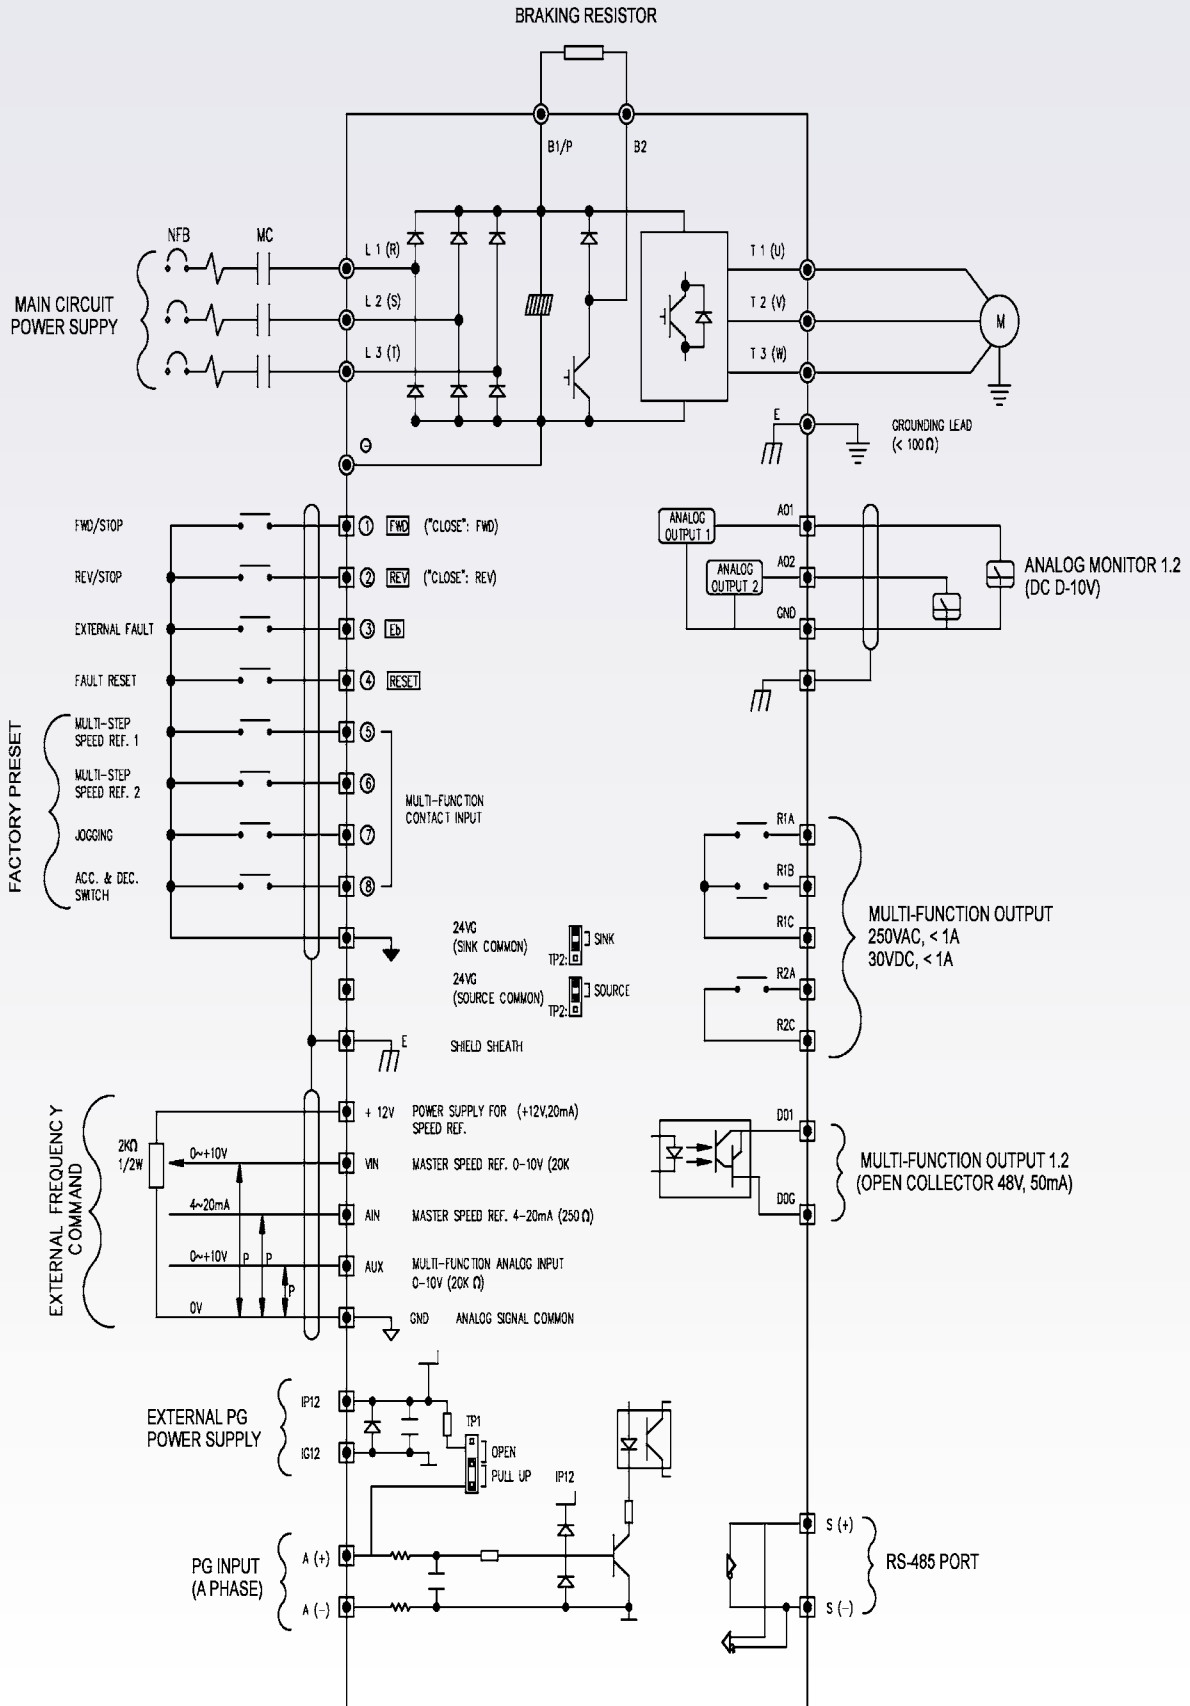 BRAKING RESISTOR
B1/P
B2
NFB
MC
MAIN CIRCUIT
POWER SUPPY
L 1 (R)
L 2 (S)
L 3 (T)
T 1 (U)
T 2 (V)
T 3 (W)
M
E
GROUNDING LEAD
(< 100Ω)
⊖
FWD/STOP
1 FWD ("CLOSE": FWD)
REV/STOP
2 REV ("CLOSE": REV)
EXTERNAL FAULT
3 Eb
FAULT RESET
4 RESET
FACTORY PRESET
MULTI-STEP
SPEED REF. 1
5
MULTI-STEP
SPEED REF. 2
6
JOGGING
7
ACC. & DEC.
SWITCH
8
MULTI-FUNCTION
CONTACT INPUT
ANALOG
OUTPUT 1
AO1
ANALOG
OUTPUT 2
AO2
GND
ANALOG MONITOR 1.2
(DC D-10V)
24VG
(SINK COMMON)
TP2:
SINK
24VG
(SOURCE COMMON)
TP2:
SOURCE
E
SHIELD SHEATH
R1A
R1B
R1C
R2A
R2C
MULTI-FUNCTION OUTPUT
250VAC, < 1A
30VDC, < 1A
EXTERNAL FREQUENCY
COMMAND
2KΩ
1/2W
+ 12V
POWER SUPPLY FOR (+12V,20mA)
SPEED REF.
0~+10V
VIN
MASTER SPEED REF. 0-10V (20K
4~20mA
AIN
MASTER SPEED REF. 4-20mA (250Ω)
0~+10V
AUX
MULTI-FUNCTION ANALOG INPUT
0-10V (20K Ω)
P
P
P
0V
GND
ANALOG SIGNAL COMMON
DO1
DOG
MULTI-FUNCTION OUTPUT 1.2
(OPEN COLLECTOR 48V, 50mA)
EXTERNAL PG
POWER SUPPLY
IP12
IG12
TP1
OPEN
PULL UP
IP12
PG INPUT
(A PHASE)
A (+)
A (-)
S (+)
S (-)
RS-485 PORT